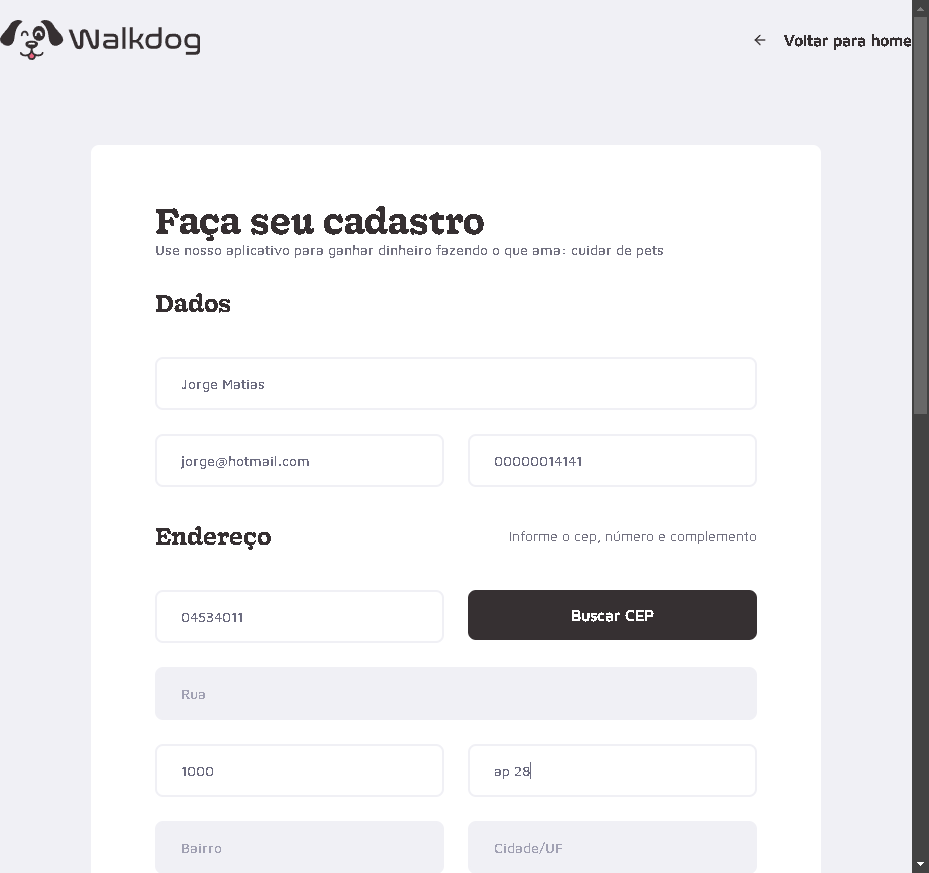 Walkdog
Voltar para home
Faça seu cadastro
Use nosso aplicativo para ganhar dinheiro fazendo o que ama: cuidar de pets
Dados
Jorge Matias
jorge@hotmail.com
00000014141
Endereço
Informe o cep, número e complemento
04534011
Buscar CEP
Rua
1000
ap 28
Bairro
Cidade/UF